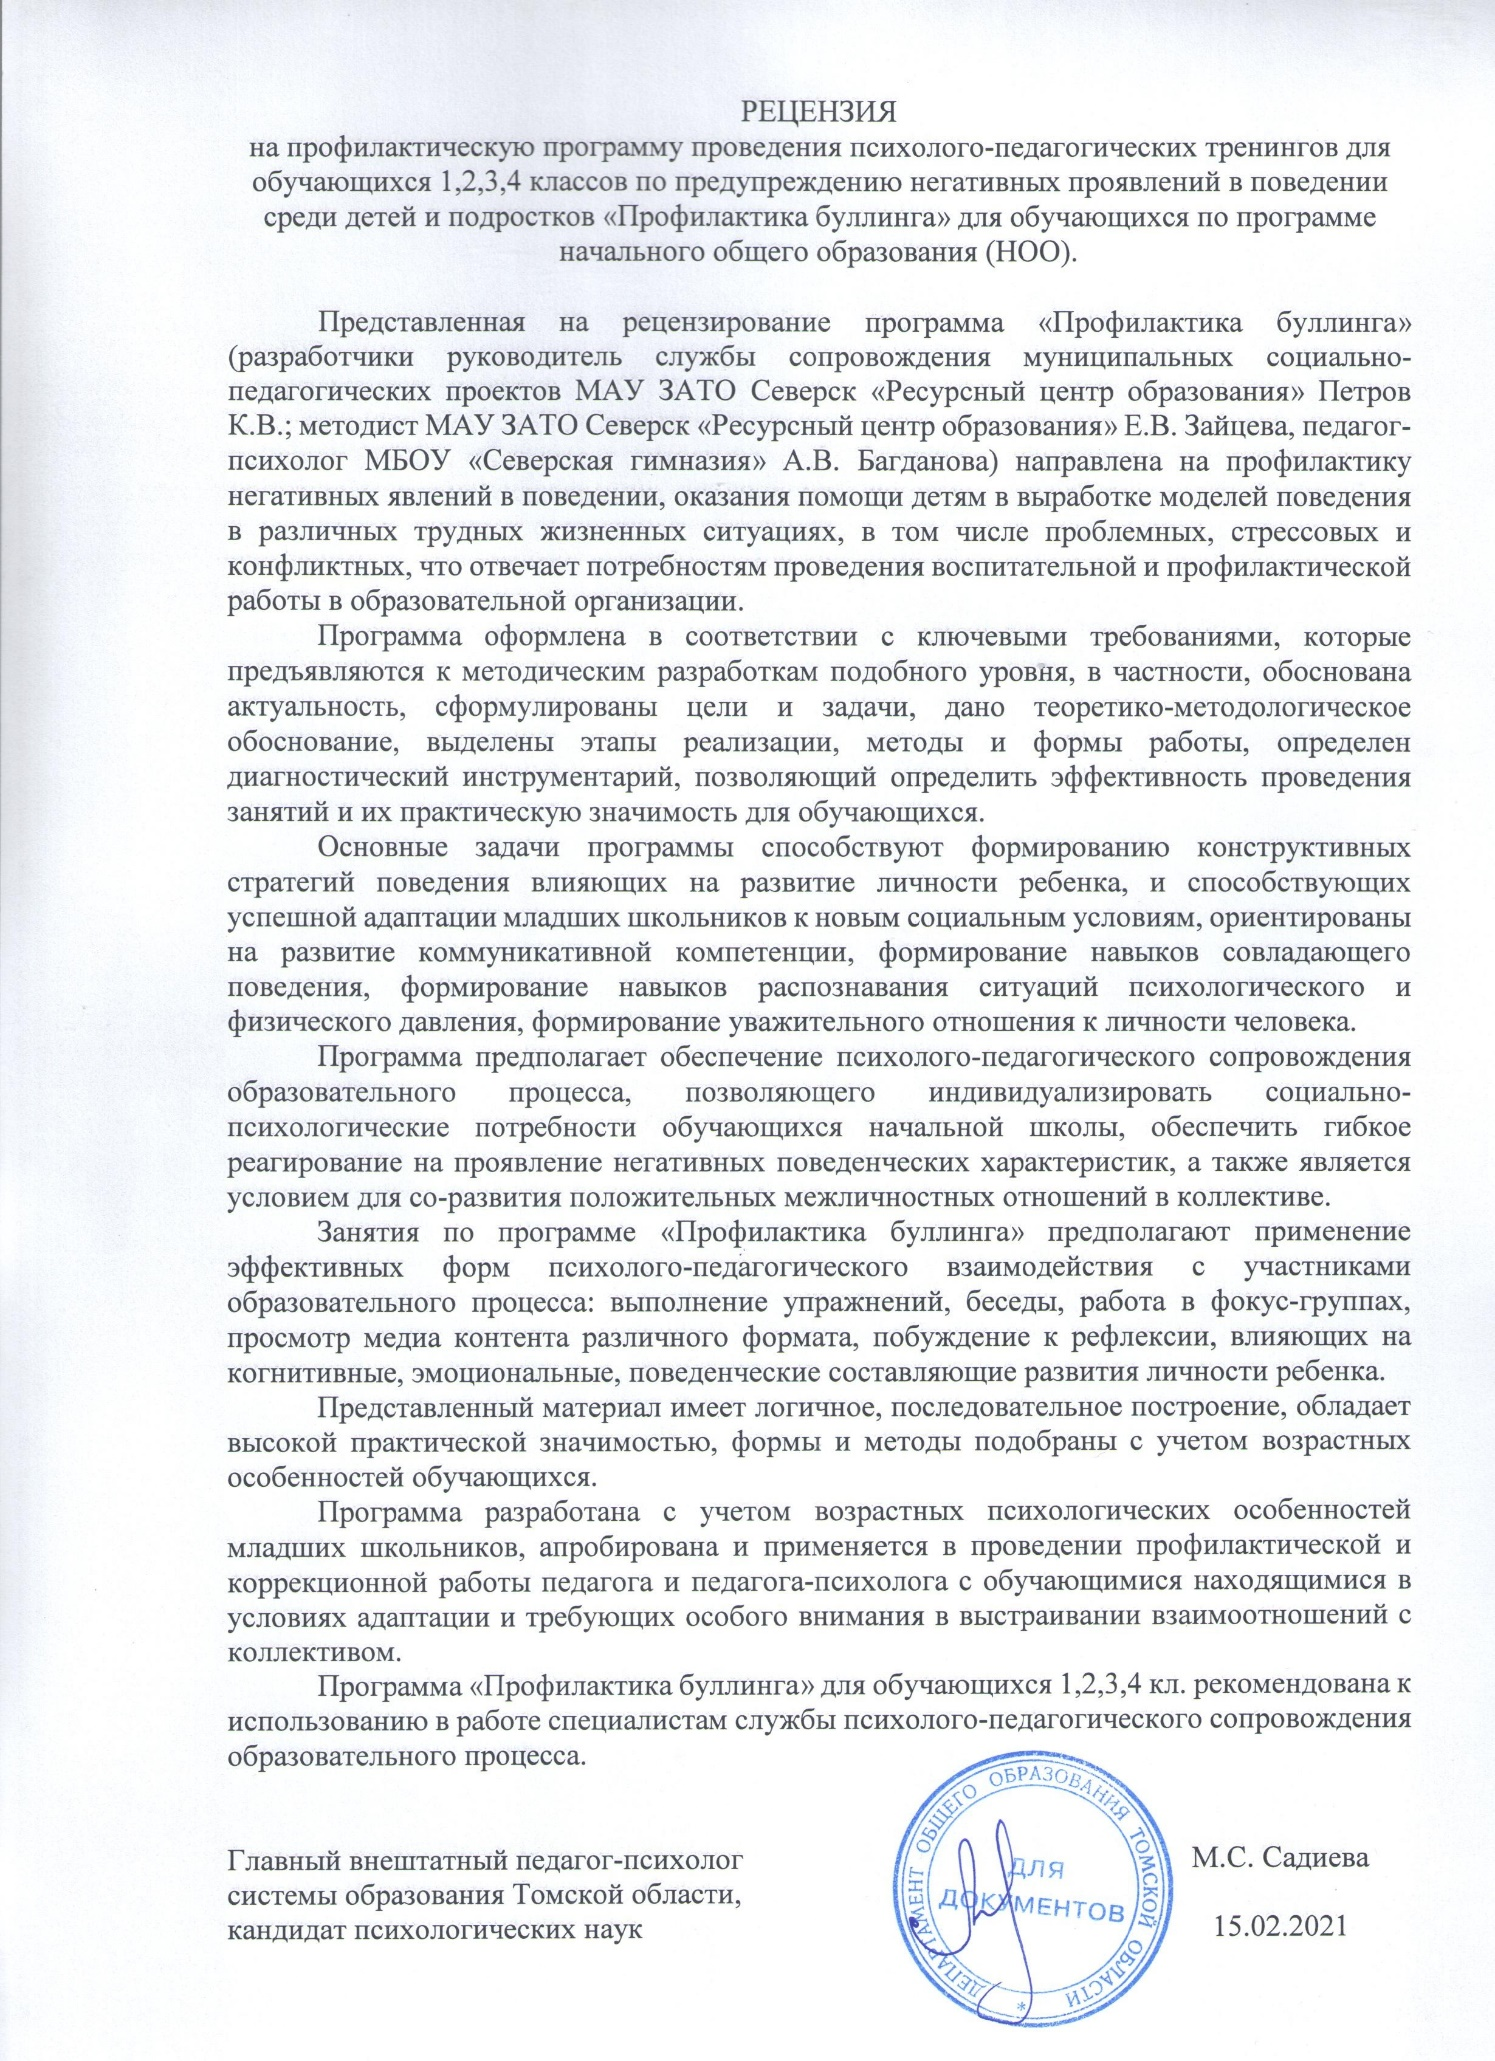 РЕЦЕНЗИЯ
на профилактическую программу проведения психолого-педагогических тренингов для
обучающихся 1,2,3,4 классов по предупреждению негативных проявлений в поведении
среди детей и подростков «Профилактика буллинга» для обучающихся по программе
начального общего образования (НОО).
Представленная на рецензирование программа «Профилактика буллинга»
(разработчики руководитель службы сопровождения муниципальных социально-
педагогических проектов МАУ ЗАТО Северск «Ресурсный центр образования» Петров
К.В.; методист МАУ ЗАТО Северск «Ресурсный центр образования» Е.В. Зайцева, педагог-
психолог МБОУ «Северская гимназия» А.В. Багданова) направлена на профилактику
негативных явлений в поведении, оказания помощи детям в выработке моделей поведения
в различных трудных жизненных ситуациях, в том числе проблемных, стрессовых и
конфликтных, что отвечает потребностям проведения воспитательной и профилактической
работы в образовательной организации.
Программа оформлена в соответствии с ключевыми требованиями, которые
предъявляются к методическим разработкам подобного уровня, в частности, обоснована
актуальность, сформулированы цели и задачи, дано теоретико-методологическое
обоснование, выделены этапы реализации, методы и формы работы, определен
диагностический инструментарий, позволяющий определить эффективность проведения
занятий и их практическую значимость для обучающихся.
Основные задачи программы способствуют формированию конструктивных
стратегий поведения влияющих на развитие личности ребенка, и способствующих
успешной адаптации младших школьников к новым социальным условиям, ориентированы
на развитие коммуникативной компетенции, формирование навыков совладающего
поведения, формирование навыков распознавания ситуаций психологического и
физического давления, формирование уважительного отношения к личности человека.
Программа предполагает обеспечение психолого-педагогического сопровождения
образовательного процесса, позволяющего индивидуализировать социально-
психологические потребности обучающихся начальной школы, обеспечить гибкое
реагирование на проявление негативных поведенческих характеристик, а также является
условием для со-развития положительных межличностных отношений в коллективе.
Занятия по программе «Профилактика буллинга» предполагают применение
эффективных форм психолого-педагогического взаимодействия с участниками
образовательного процесса: выполнение упражнений, беседы, работа в фокус-группах,
просмотр медиа контента различного формата, побуждение к рефлексии, влияющих на
когнитивные, эмоциональные, поведенческие составляющие развития личности ребенка.
Представленный материал имеет логичное, последовательное построение, обладает
высокой практической значимостью, формы и методы подобраны с учетом возрастных
особенностей обучающихся.
Программа разработана с учетом возрастных психологических особенностей
младших школьников, апробирована и применяется в проведении профилактической и
коррекционной работы педагога и педагога-психолога с обучающимися находящимися в
условиях адаптации и требующих особого внимания в выстраивании взаимоотношений с
коллективом.
Программа «Профилактика буллинга» для обучающихся 1,2,3,4 кл. рекомендована к
использованию в работе специалистам службы психолого-педагогического сопровождения
образовательного процесса.
Главный внештатный педагог-психолог
системы образования Томской области,
кандидат психологических наук
ДЕПАРТАМЕНТ ОБЩЕГО ОБРАЗОВАНИЯ ТОМСКОЙ ОБЛАСТИ *
ДЛЯ
ДОКУМЕНТОВ
М.С. Садиева
15.02.2021